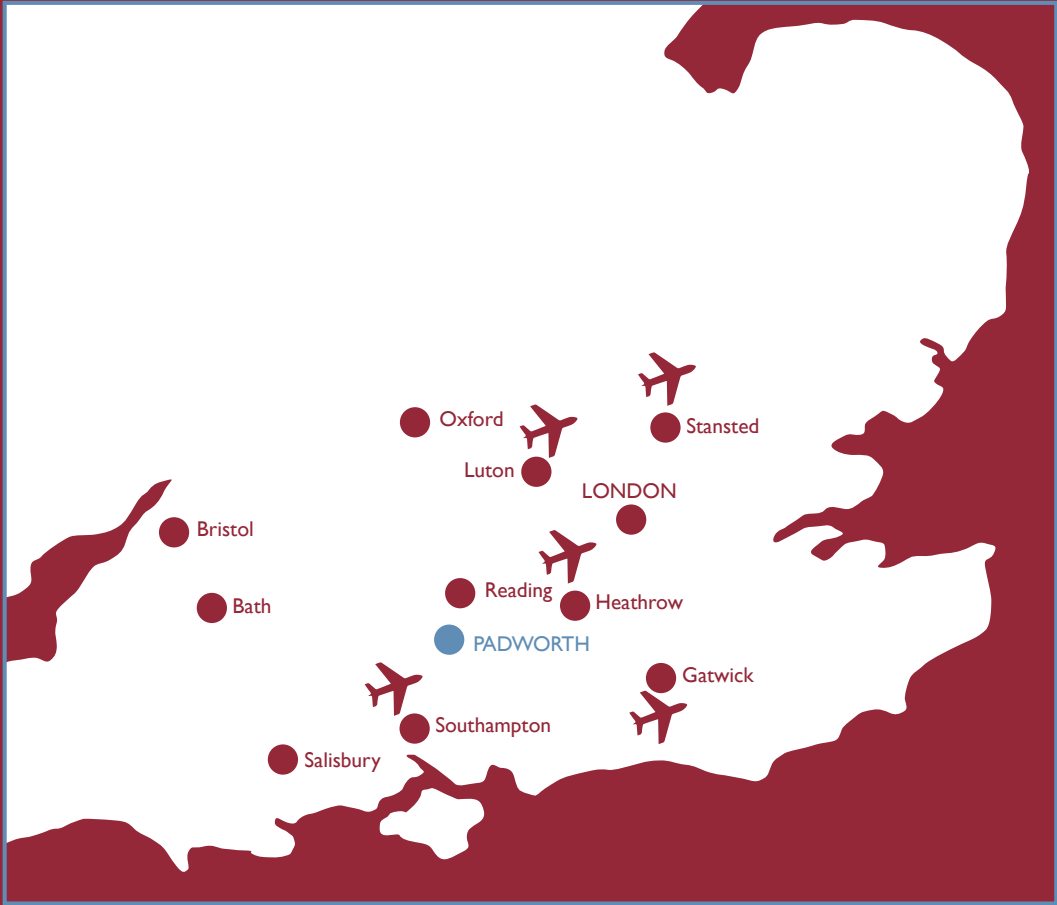 Oxford
Stansted
Luton
LONDON
Bristol
Reading
Heathrow
Bath
PADWORTH
Gatwick
Southampton
Salisbury